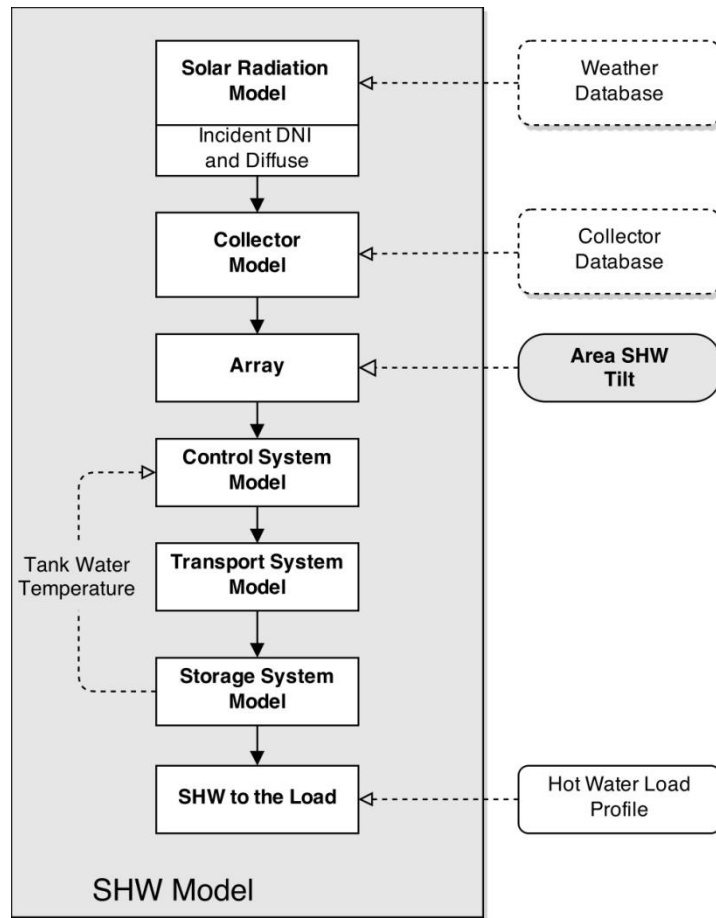 Solar Radiation
Model
Incident DNI
and Diffuse
Weather
Database
Collector
Model
Collector
Database
Array
Area SHW
Tilt
Control System
Model
Tank Water
Temperature
Transport System
Model
Storage System
Model
SHW to the Load
Hot Water Load
Profile
SHW Model